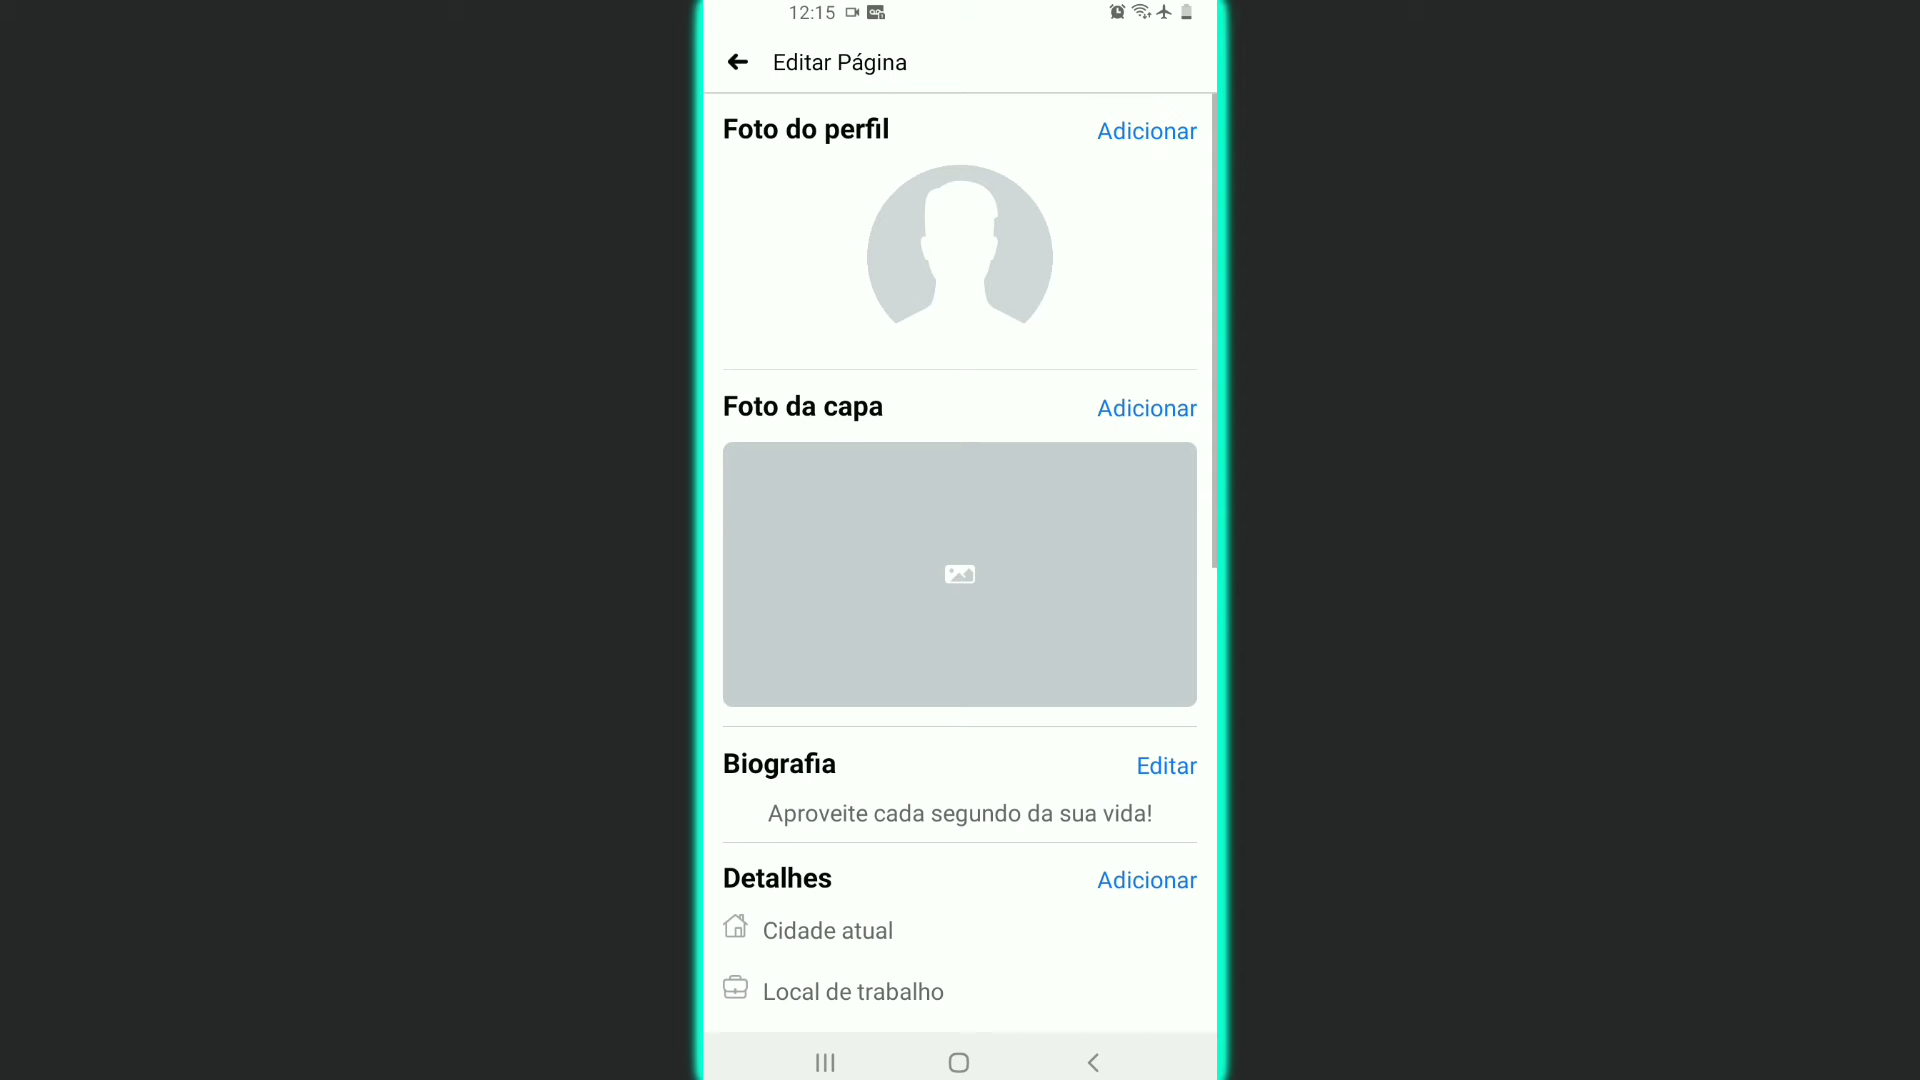 12:15
Editar Página
Foto do perfil
Adicionar
Foto da capa
Adicionar
Biografia
Editar
Aproveite cada segundo da sua vida!
Detalhes
Adicionar
Cidade atual
Local de trabalho